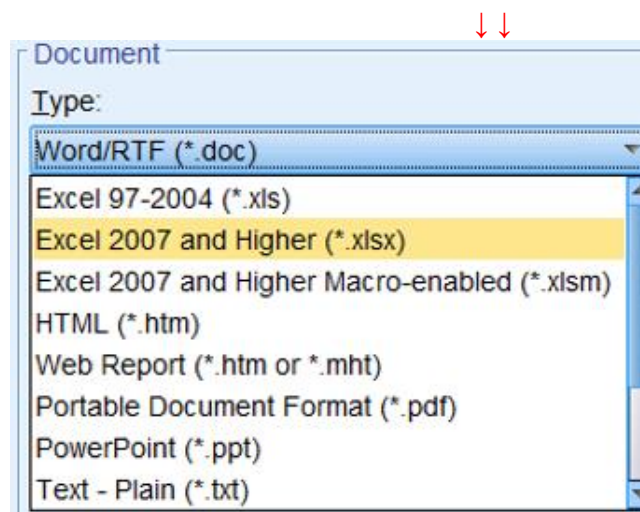 ↓↓
Document
Type:
Word/RTF (*.doc)
Excel 97-2004 (*.xls)
Excel 2007 and Higher (*.xlsx)
Excel 2007 and Higher Macro-enabled (*.xlsm)
HTML (*.htm)
Web Report (*.htm or *.mht)
Portable Document Format (*.pdf)
PowerPoint (*.ppt)
Text - Plain (*.txt)